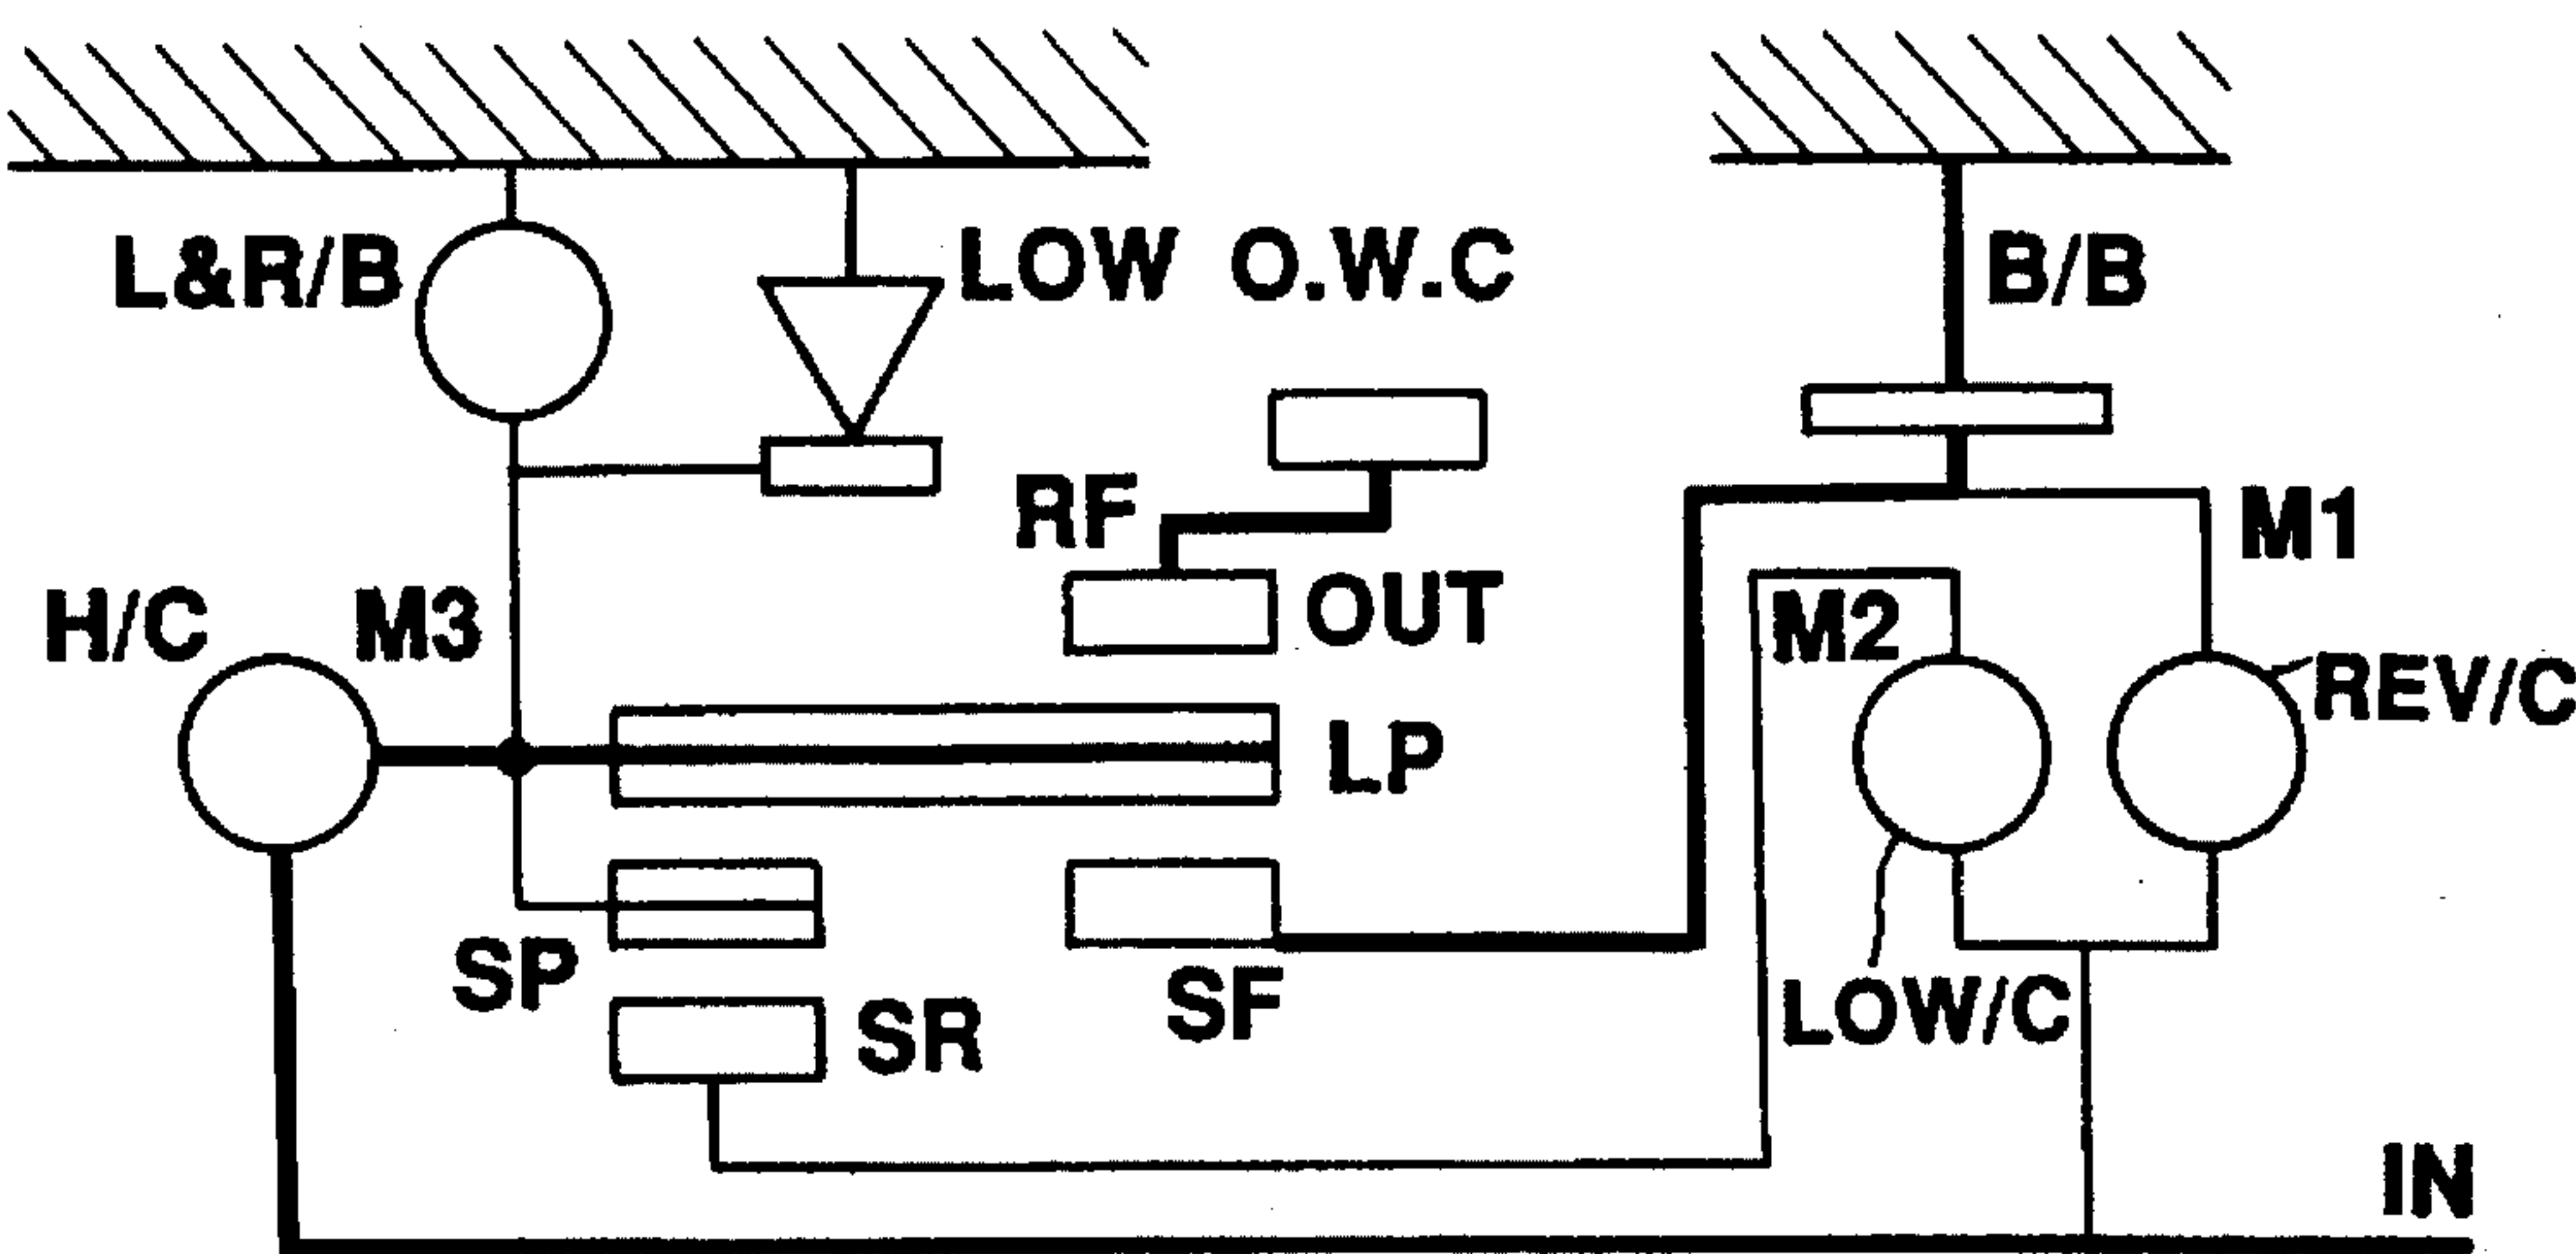 L&R/B
LOW O.W.C
B/B
RF
M1
OUT
H/C
M3
M2
REV/C
LP
SP
SR
SF
LOW/C
IN